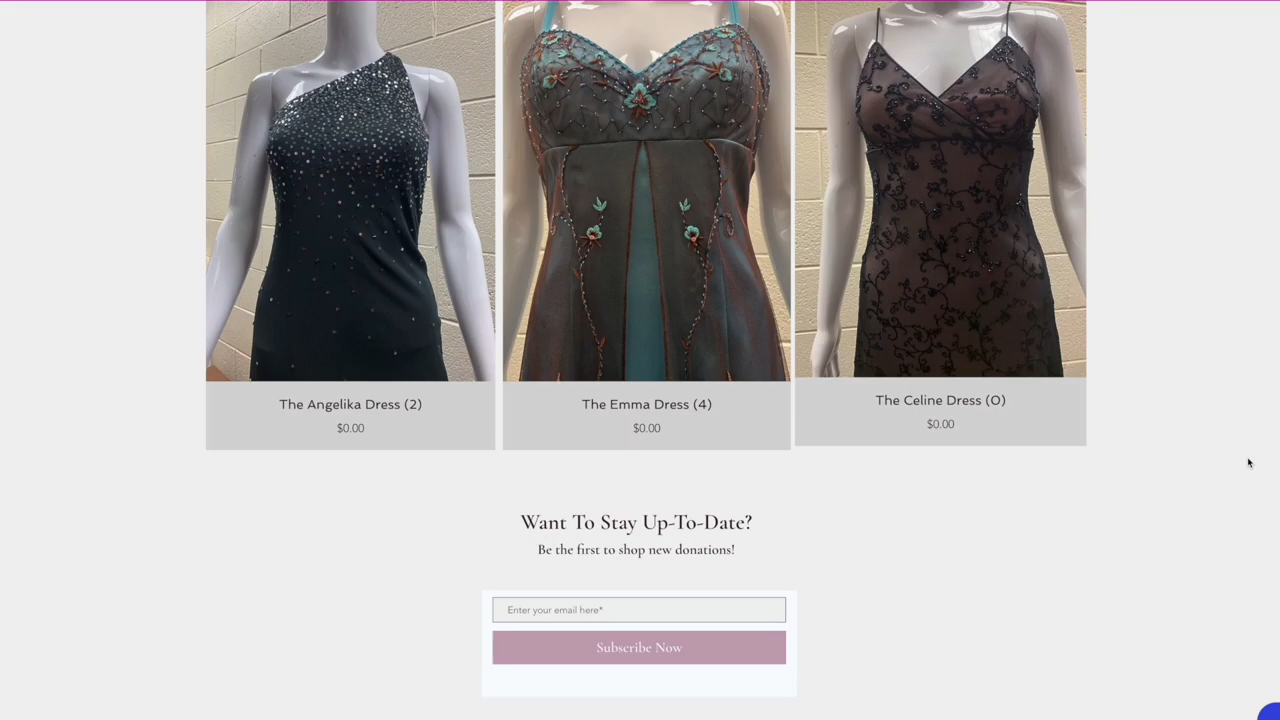 The Angelika Dress (2)
$0.00
The Emma Dress (4)
$0.00
The Celine Dress (0)
$0.00
Want To Stay Up-To-Date?
Be the first to shop new donations!
Enter your email here*
Subscribe Now